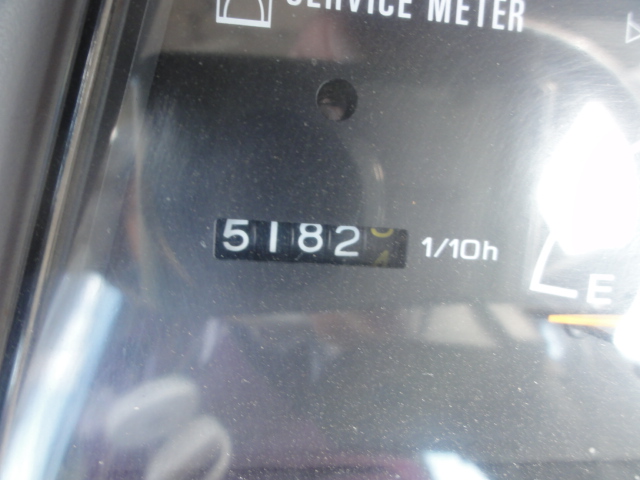 SERVICE METER
5182 1/10h
E